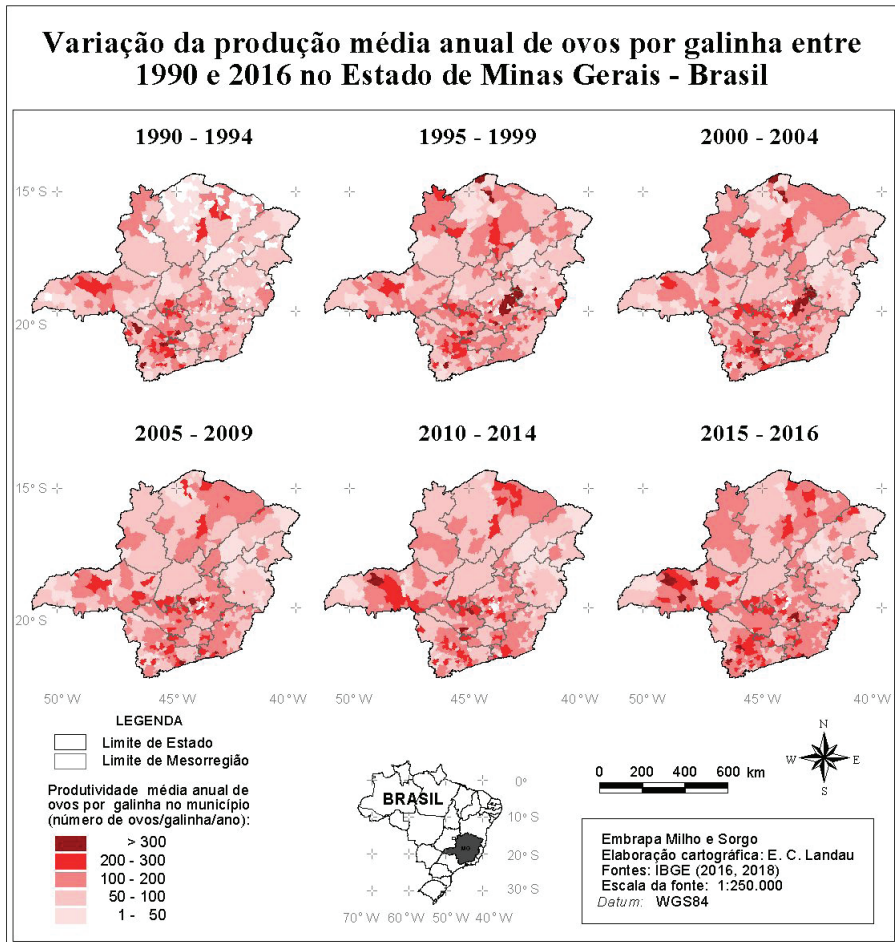 Variação da produção média anual de ovos por galinha entre
1990 e 2016 no Estado de Minas Gerais - Brasil
1990 - 1994
1995 - 1999
2000 - 2004
15° S
20° S
2005 - 2009
2010 - 2014
2015 - 2016
15° S
20° S
50° W 45° W 40° W 50° W 45° W 40° W 50° W 45° W 40° W
LEGENDA
Limite de Estado
Limite de Mesorregião
Produtividade média anual de
ovos por galinha no município
(número de ovos/galinha/ano):
> 300
200 - 300
100 - 200
50 - 100
1 - 50
BRASIL
MG
0°
10° S
20° S
30° S
70° W 60° W 50° W 40° W
N
W E
S
0 200 400 600 km
Embrapa Milho e Sorgo
Elaboração cartográfica: E. C. Landau
Fontes: IBGE (2016, 2018)
Escala da fonte: 1:250.000
Datum: WGS84